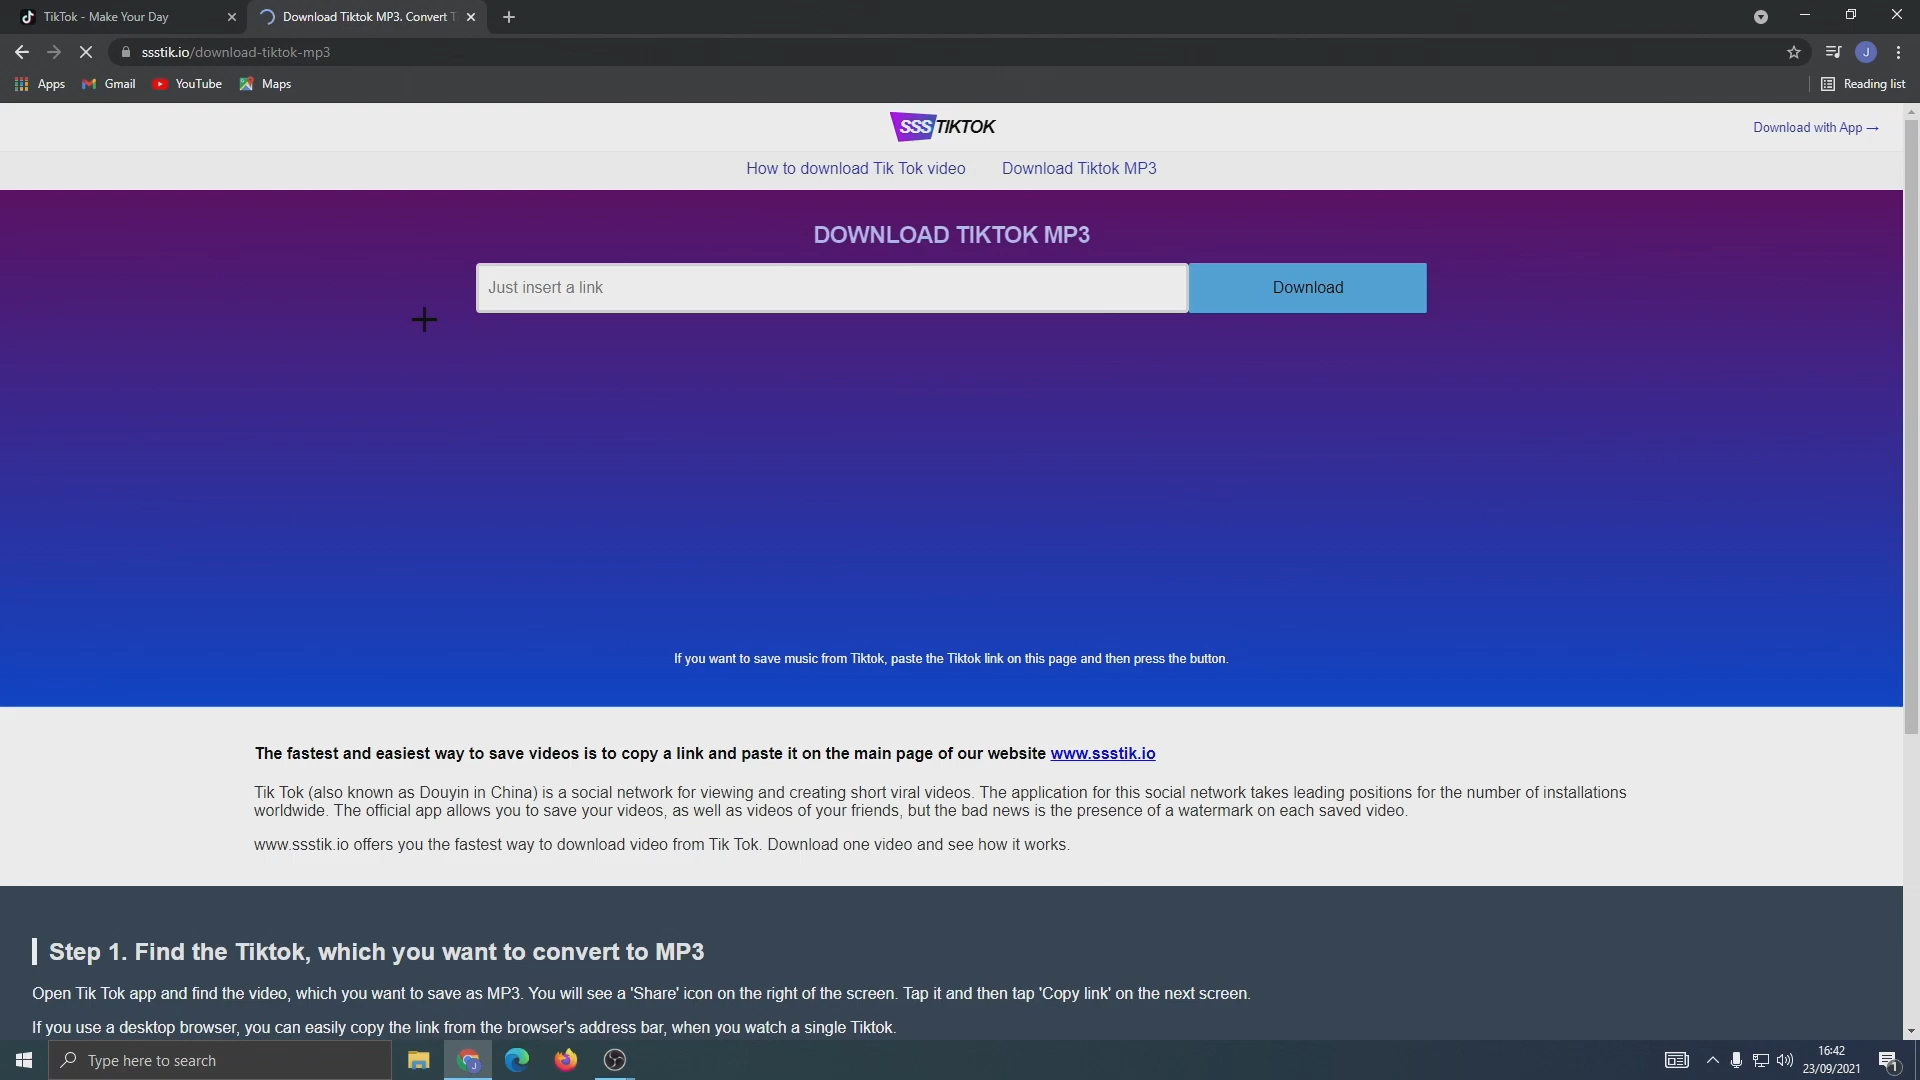 TikTok - Make Your Day
Download Tiktok MP3. Convert T
ssstik.io/download-tiktok-mp3
J
Apps
Gmail
YouTube
Maps
Reading list
SSSTIKTOK
Download with App →
How to download Tik Tok video
Download Tiktok MP3
DOWNLOAD TIKTOK MP3
Just insert a link
Download
If you want to save music from Tiktok, paste the Tiktok link on this page and then press the button.
The fastest and easiest way to save videos is to copy a link and paste it on the main page of our website www.ssstik.io
Tik Tok (also known as Douyin in China) is a social network for viewing and creating short viral videos. The application for this social network takes leading positions for the number of installations
worldwide. The official app allows you to save your videos, as well as videos of your friends, but the bad news is the presence of a watermark on each saved video.
www.ssstik.io offers you the fastest way to download video from Tik Tok. Download one video and see how it works.
Step 1. Find the Tiktok, which you want to convert to MP3
Open Tik Tok app and find the video, which you want to save as MP3. You will see a 'Share' icon on the right of the screen. Tap it and then tap 'Copy link' on the next screen.
If you use a desktop browser, you can easily copy the link from the browser's address bar, when you watch a single Tiktok.
Type here to search
J
16:42
23/09/2021
1